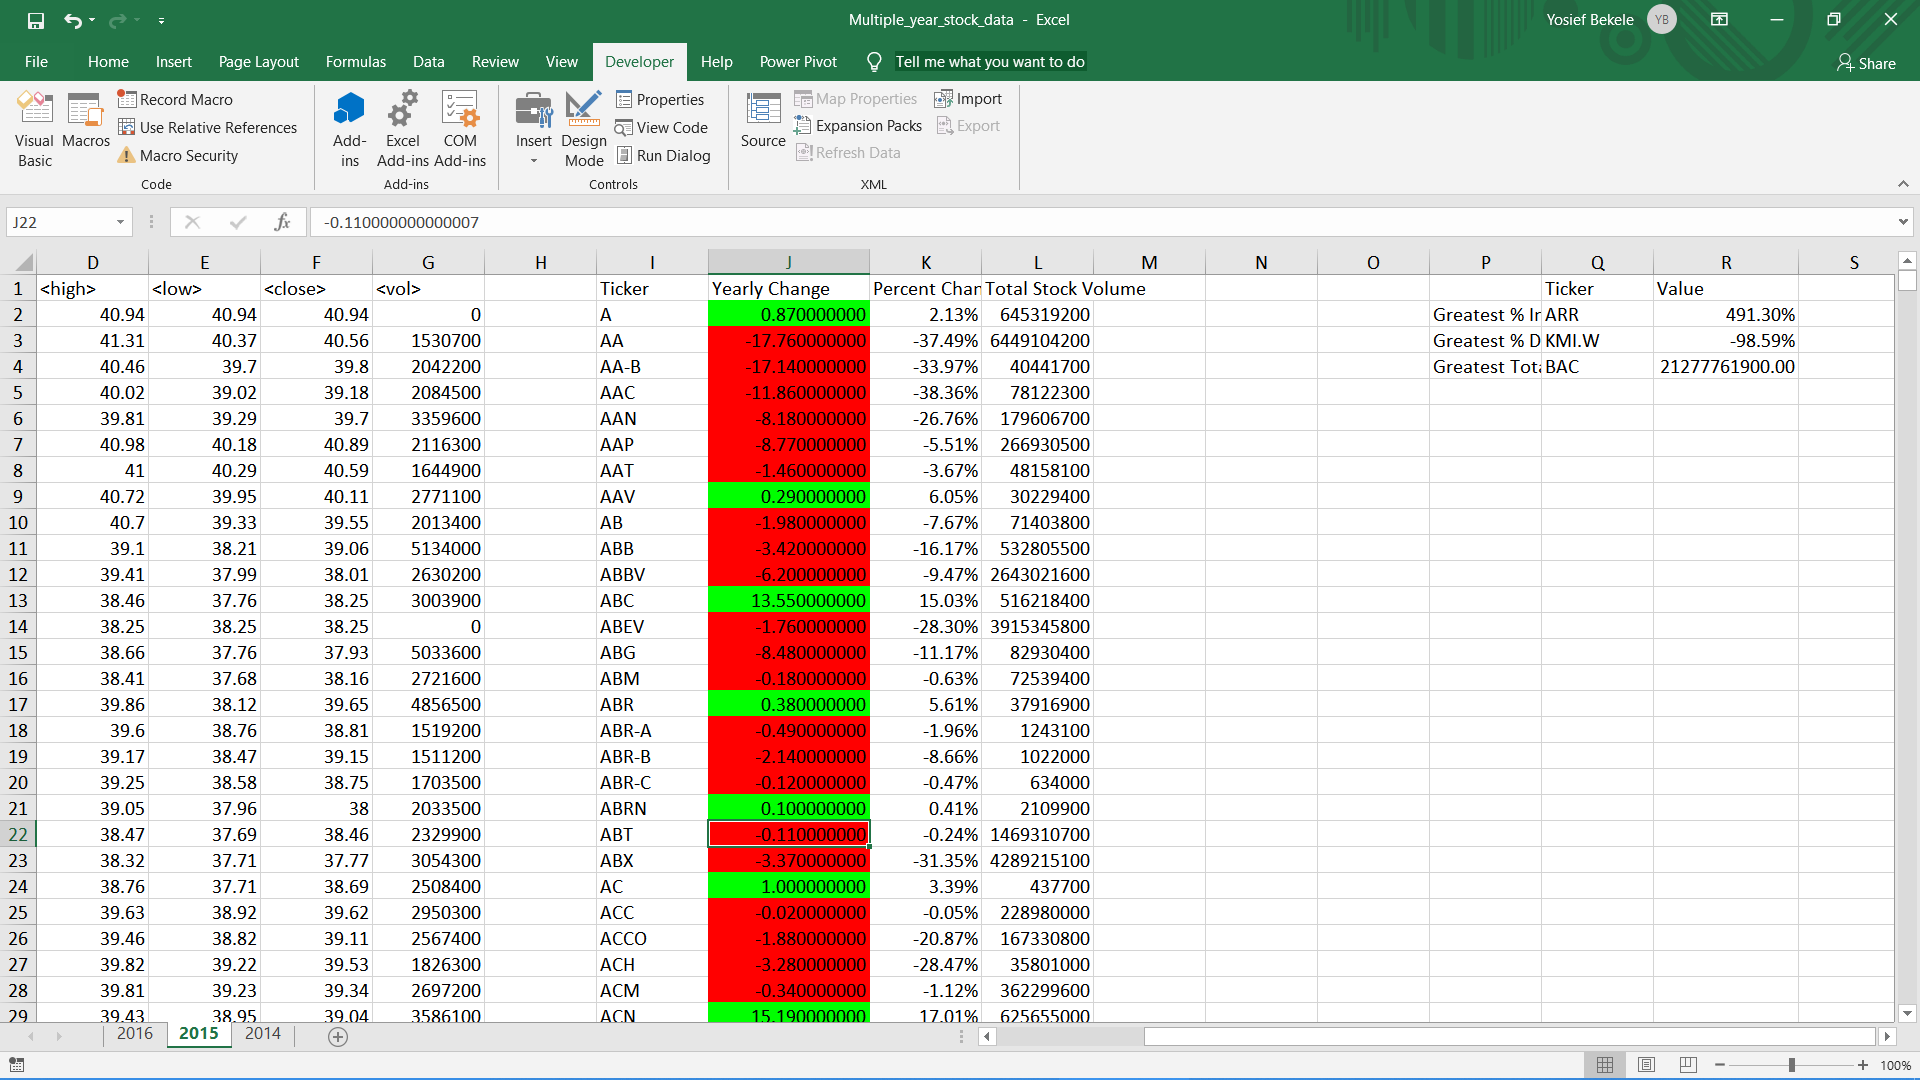 Multiple_year_stock_data - Excel
Yosief Bekele YB
File Home Insert Page Layout Formulas Data Review View Developer Help Power Pivot Tell me what you want to do Share
Visual Basic
Macros
Record Macro
Use Relative References
Macro Security
Code
Add-ins
Excel Add-ins
COM Add-ins
Add-ins
Insert
Design Mode
Properties
View Code
Run Dialog
Controls
Source
Map Properties
Expansion Packs
Refresh Data
Import
Export
XML
J22 fx -0.110000000000007
D E F G H I J K L M N O P Q R S
1 <high> <low> <close> <vol> Ticker Yearly Change Percent Chan Total Stock Volume Ticker Value
2 40.94 40.94 40.94 0 A 0.870000000 2.13% 645319200 Greatest % In ARR 491.30%
3 41.31 40.37 40.56 1530700 AA -17.760000000 -37.49% 6449104200 Greatest % D KMI.W -98.59%
4 40.46 39.7 39.8 2042200 AA-B -17.140000000 -33.97% 40441700 Greatest Tota BAC 21277761900.00
5 40.02 39.02 39.18 2084500 AAC -11.860000000 -38.36% 78122300
6 39.81 39.29 39.7 3359600 AAN -8.180000000 -26.76% 179606700
7 40.98 40.18 40.89 2116300 AAP -8.770000000 -5.51% 266930500
8 41 40.29 40.59 1644900 AAT -1.460000000 -3.67% 48158100
9 40.72 39.95 40.11 2771100 AAV 0.290000000 6.05% 30229400
10 40.7 39.33 39.55 2013400 AB -1.980000000 -7.67% 71403800
11 39.1 38.21 39.06 5134000 ABB -3.420000000 -16.17% 532805500
12 39.41 37.99 38.01 2630200 ABBV -6.200000000 -9.47% 2643021600
13 38.46 37.76 38.25 3003900 ABC 13.550000000 15.03% 516218400
14 38.25 38.25 38.25 0 ABEV -1.760000000 -28.30% 3915345800
15 38.66 37.76 37.93 5033600 ABG -8.480000000 -11.17% 82930400
16 38.41 37.68 38.16 2721600 ABM -0.180000000 -0.63% 72539400
17 39.86 38.12 39.65 4856500 ABR 0.380000000 5.61% 37916900
18 39.6 38.76 38.81 1519200 ABR-A -0.490000000 -1.96% 1243100
19 39.17 38.47 39.15 1511200 ABR-B -2.140000000 -8.66% 1022000
20 39.25 38.58 38.75 1703500 ABR-C -0.120000000 -0.47% 634000
21 39.05 37.96 38 2033500 ABRN 0.100000000 0.41% 2109900
22 38.47 37.69 38.46 2329900 ABT -0.110000000 -0.24% 1469310700
23 38.32 37.71 37.77 3054300 ABX -3.370000000 -31.35% 4289215100
24 38.76 37.71 38.69 2508400 AC 1.000000000 3.39% 437700
25 39.63 38.92 39.62 2950300 ACC -0.020000000 -0.05% 228980000
26 39.46 38.82 39.11 2567400 ACCO -1.880000000 -20.87% 167330800
27 39.82 39.22 39.53 1826300 ACH -3.280000000 -28.47% 35801000
28 39.81 39.23 39.34 2697200 ACM -0.340000000 -1.12% 362299600
29 39.43 38.95 39.04 3586100 ACN 15.190000000 17.01% 625655000
2016 2015 2014
100%